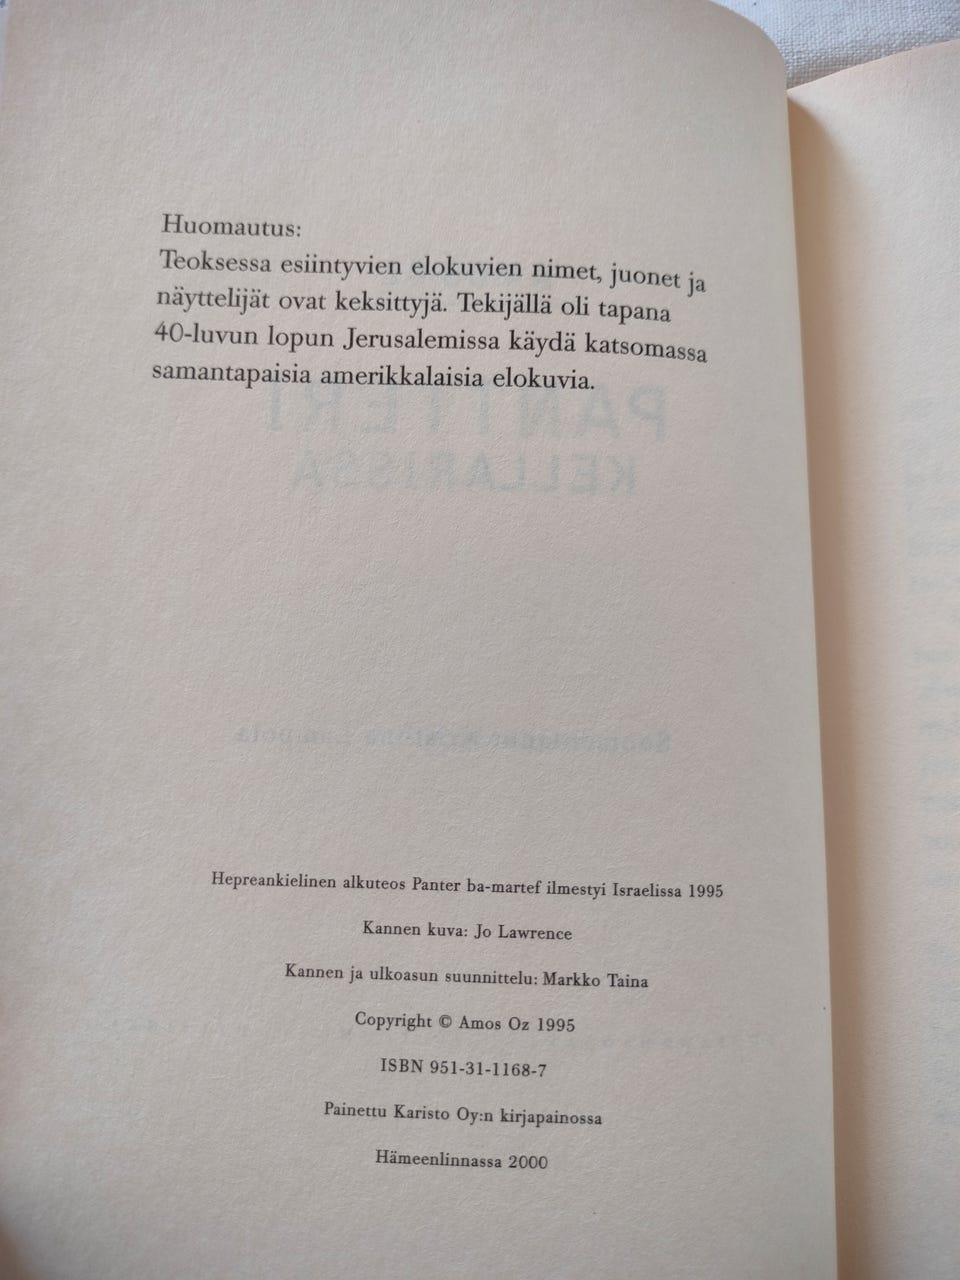 Huomautus:
Teoksessa esiintyvien elokuvien nimet, juonet ja
näyttelijät ovat keksittyjä. Tekijällä oli tapana
40-luvun lopun Jerusalemissa käydä katsomassa
samantapaisia amerikkalaisia elokuvia.
PANTTERI
KELLARISSA
Hepreankielinen alkuteos Panter ba-martef ilmestyi Israelissa 1995
Kannen kuva: Jo Lawrence
Kannen ja ulkoasun suunnittelu: Markko Taina
Copyright © Amos Oz 1995
ISBN 951-31-1168-7
Painettu Karisto Oy:n kirjapainossa
Hämeenlinnassa 2000